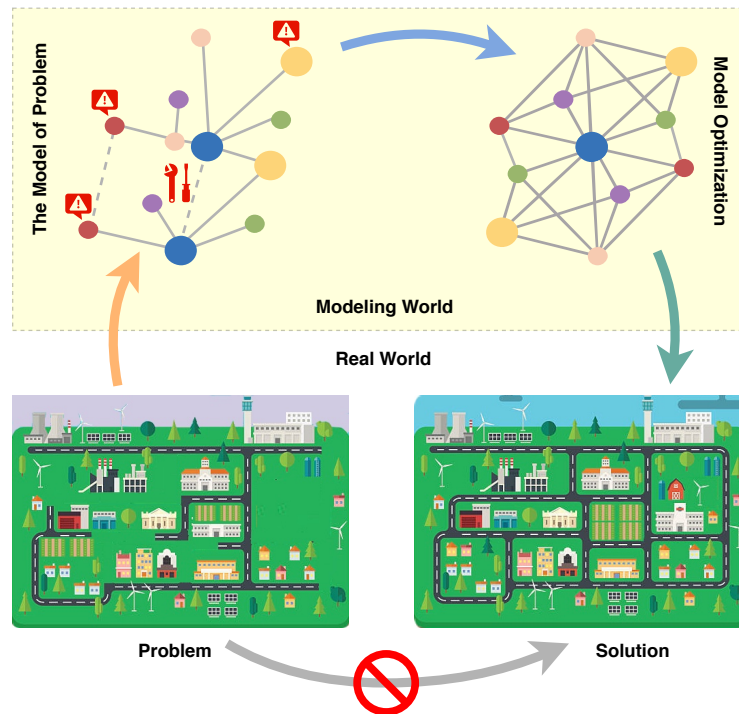 The Model of Problem
Model Optimization
Modeling World
Real World
Problem
Solution